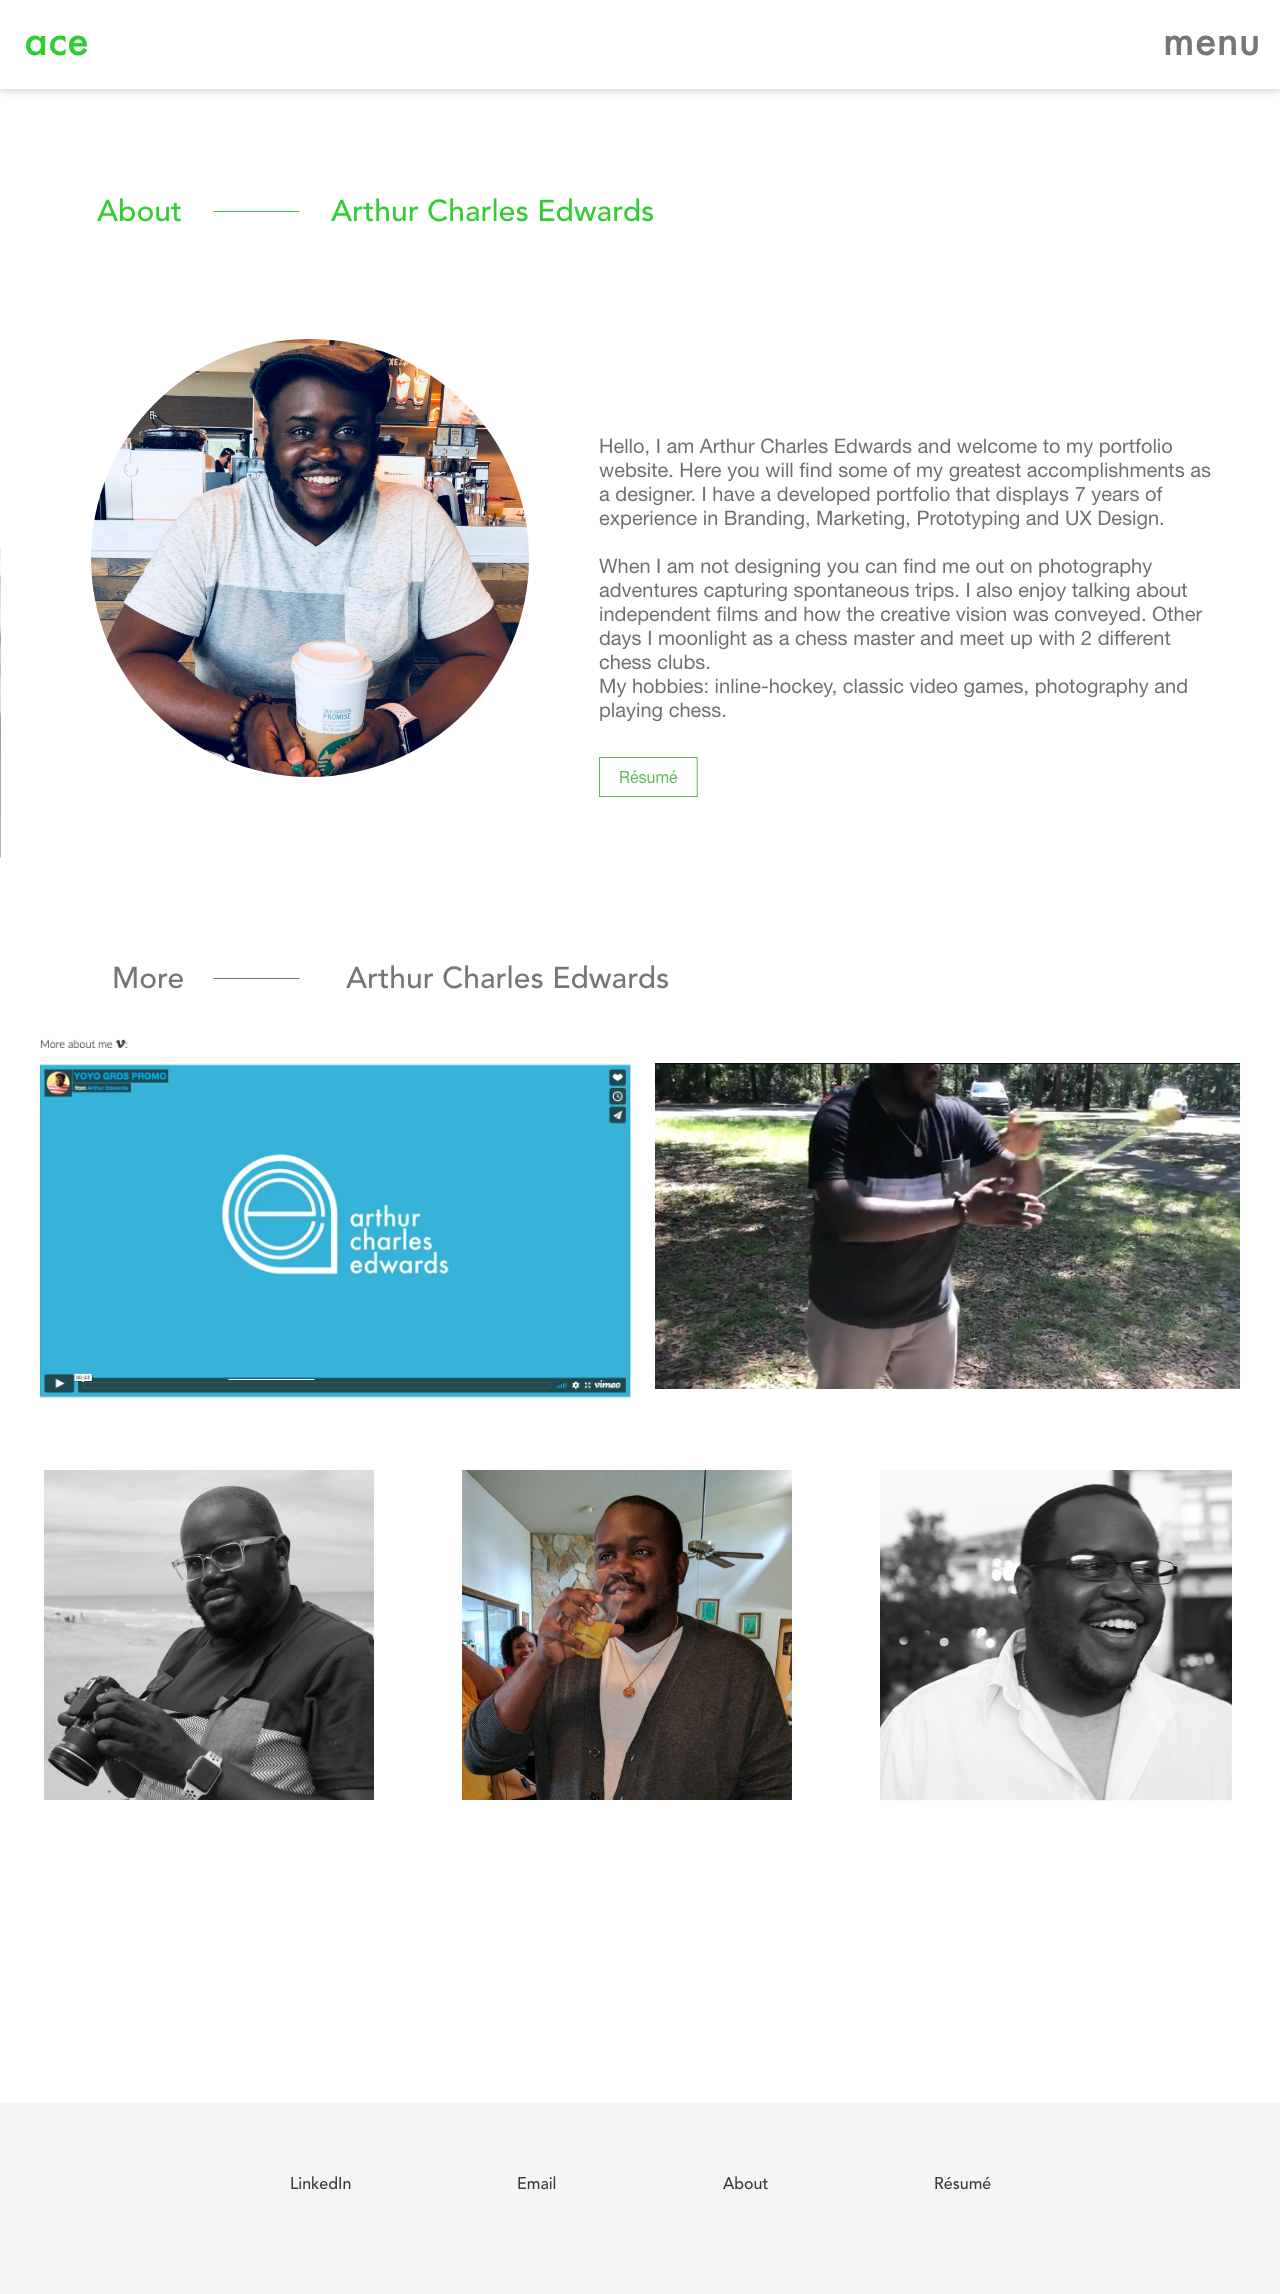 ace
menu
About
Arthur Charles Edwards
PROMISE
Hello, I am Arthur Charles Edwards and welcome to my portfolio
website. Here you will find some of my greatest accomplishments as
a designer. I have a developed portfolio that displays 7 years of
experience in Branding, Marketing, Prototyping and UX Design.
When I am not designing you can find me out on photography
adventures capturing spontaneous trips. I also enjoy talking about
independent films and how the creative vision was conveyed. Other
days I moonlight as a chess master and meet up with 2 different
chess clubs.
My hobbies: inline-hockey, classic video games, photography and
playing chess.
Résumé
More
Arthur Charles Edwards
More about me :
YOYO GRDS PROMO
from Arthur Edwards
arthur
charles
edwards
00:23
vimeo
LinkedIn
Email
About
Résumé